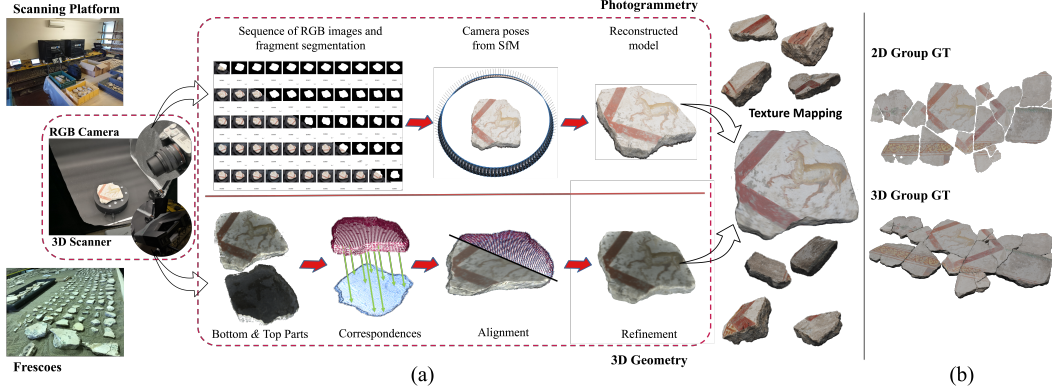 Scanning Platform
Photogrammetry
Sequence of RGB images and
fragment segmentation
Camera poses
from SfM
Reconstructed
model
RGB Camera
3D Scanner
Texture Mapping
Bottom & Top Parts
Correspondences
Alignment
Refinement
3D Geometry
Frescoes
(a)
2D Group GT
3D Group GT
(b)